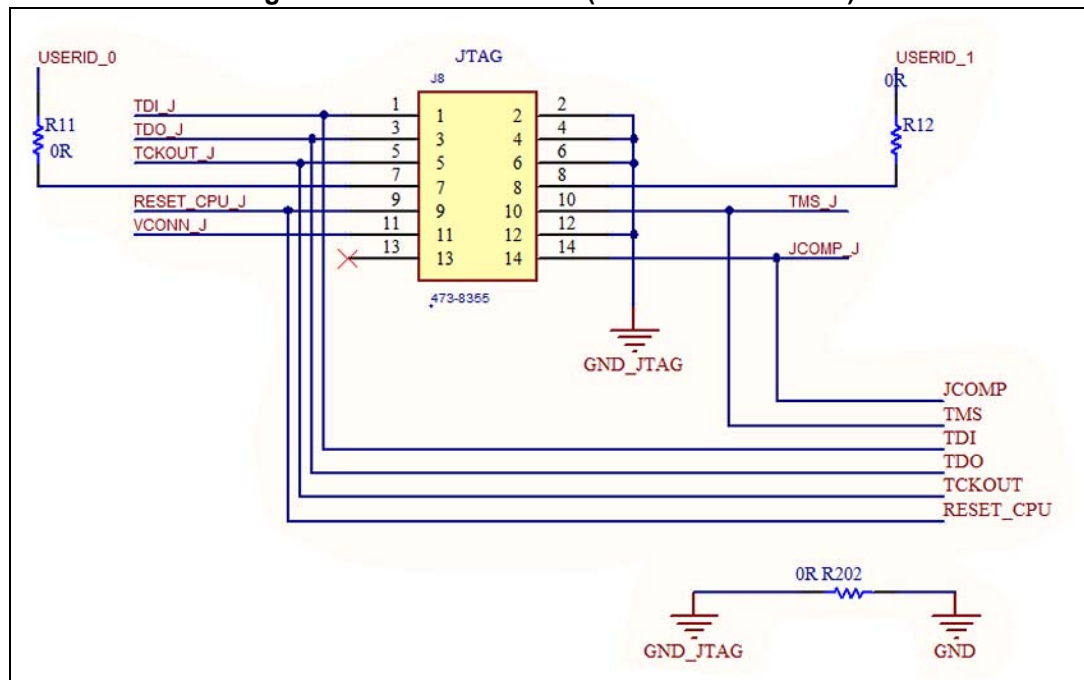 USERID_0
JTAG
USERID_1
J8
0R
TDI_J
1
1
2
2
R11
R12
TDO_J
3
3
4
4
0R
TCKOUT_J
5
5
6
6
7
7
8
8
RESET_CPU_J
9
9
10
10
TMS_J
VCONN_J
11
11
12
12
13
13
14
14
JCOMP_J
473-8355
GND_JTAG
JCOMP
TMS
TDI
TDO
TCKOUT
RESET_CPU
0R R202
GND_JTAG
GND